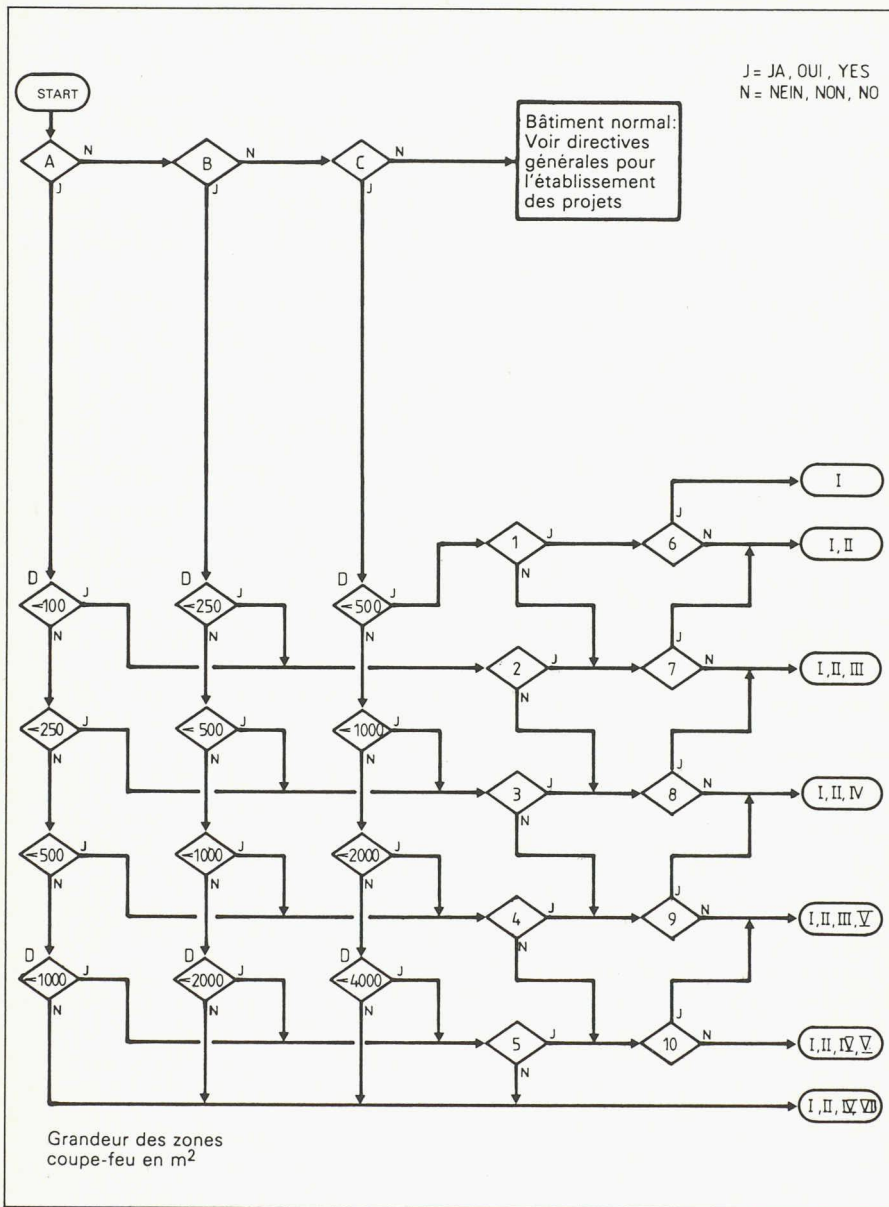 J = JA, OUI, YES
N = NEIN, NON, NO
START
A N B N C N
J J J
Bâtiment normal:
Voir directives
générales pour
l'établissement
des projets
I
J
1 J 6 N I, II
N
D D D
≤100 J ≤250 J ≤500 J
N N N
J
2 J 7 N I, II, III
N
≤250 J ≤500 J ≤1000 J
N N N
J
3 J 8 N I, II, IV
N
≤500 J ≤1000 J ≤2000 J
N N N
J
4 J 9 N I, II, III, V
N
D D D
≤1000 J ≤2000 J ≤4000 J
N N N
J
5 J 10 N I, II, IV, V
N
I, II, IV, VII
Grandeur des zones
coupe-feu en m²